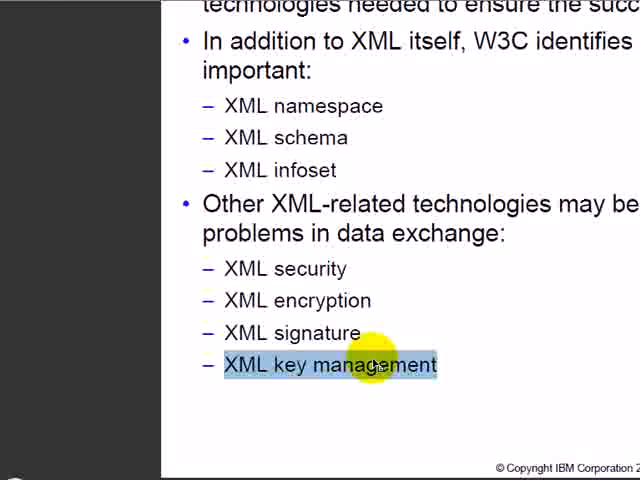 technologies needed to ensure the succ
• In addition to XML itself, W3C identifies
important:
– XML namespace
– XML schema
– XML infoset
• Other XML-related technologies may be
problems in data exchange:
– XML security
– XML encryption
– XML signature
– XML key management
© Copyright IBM Corporation 2